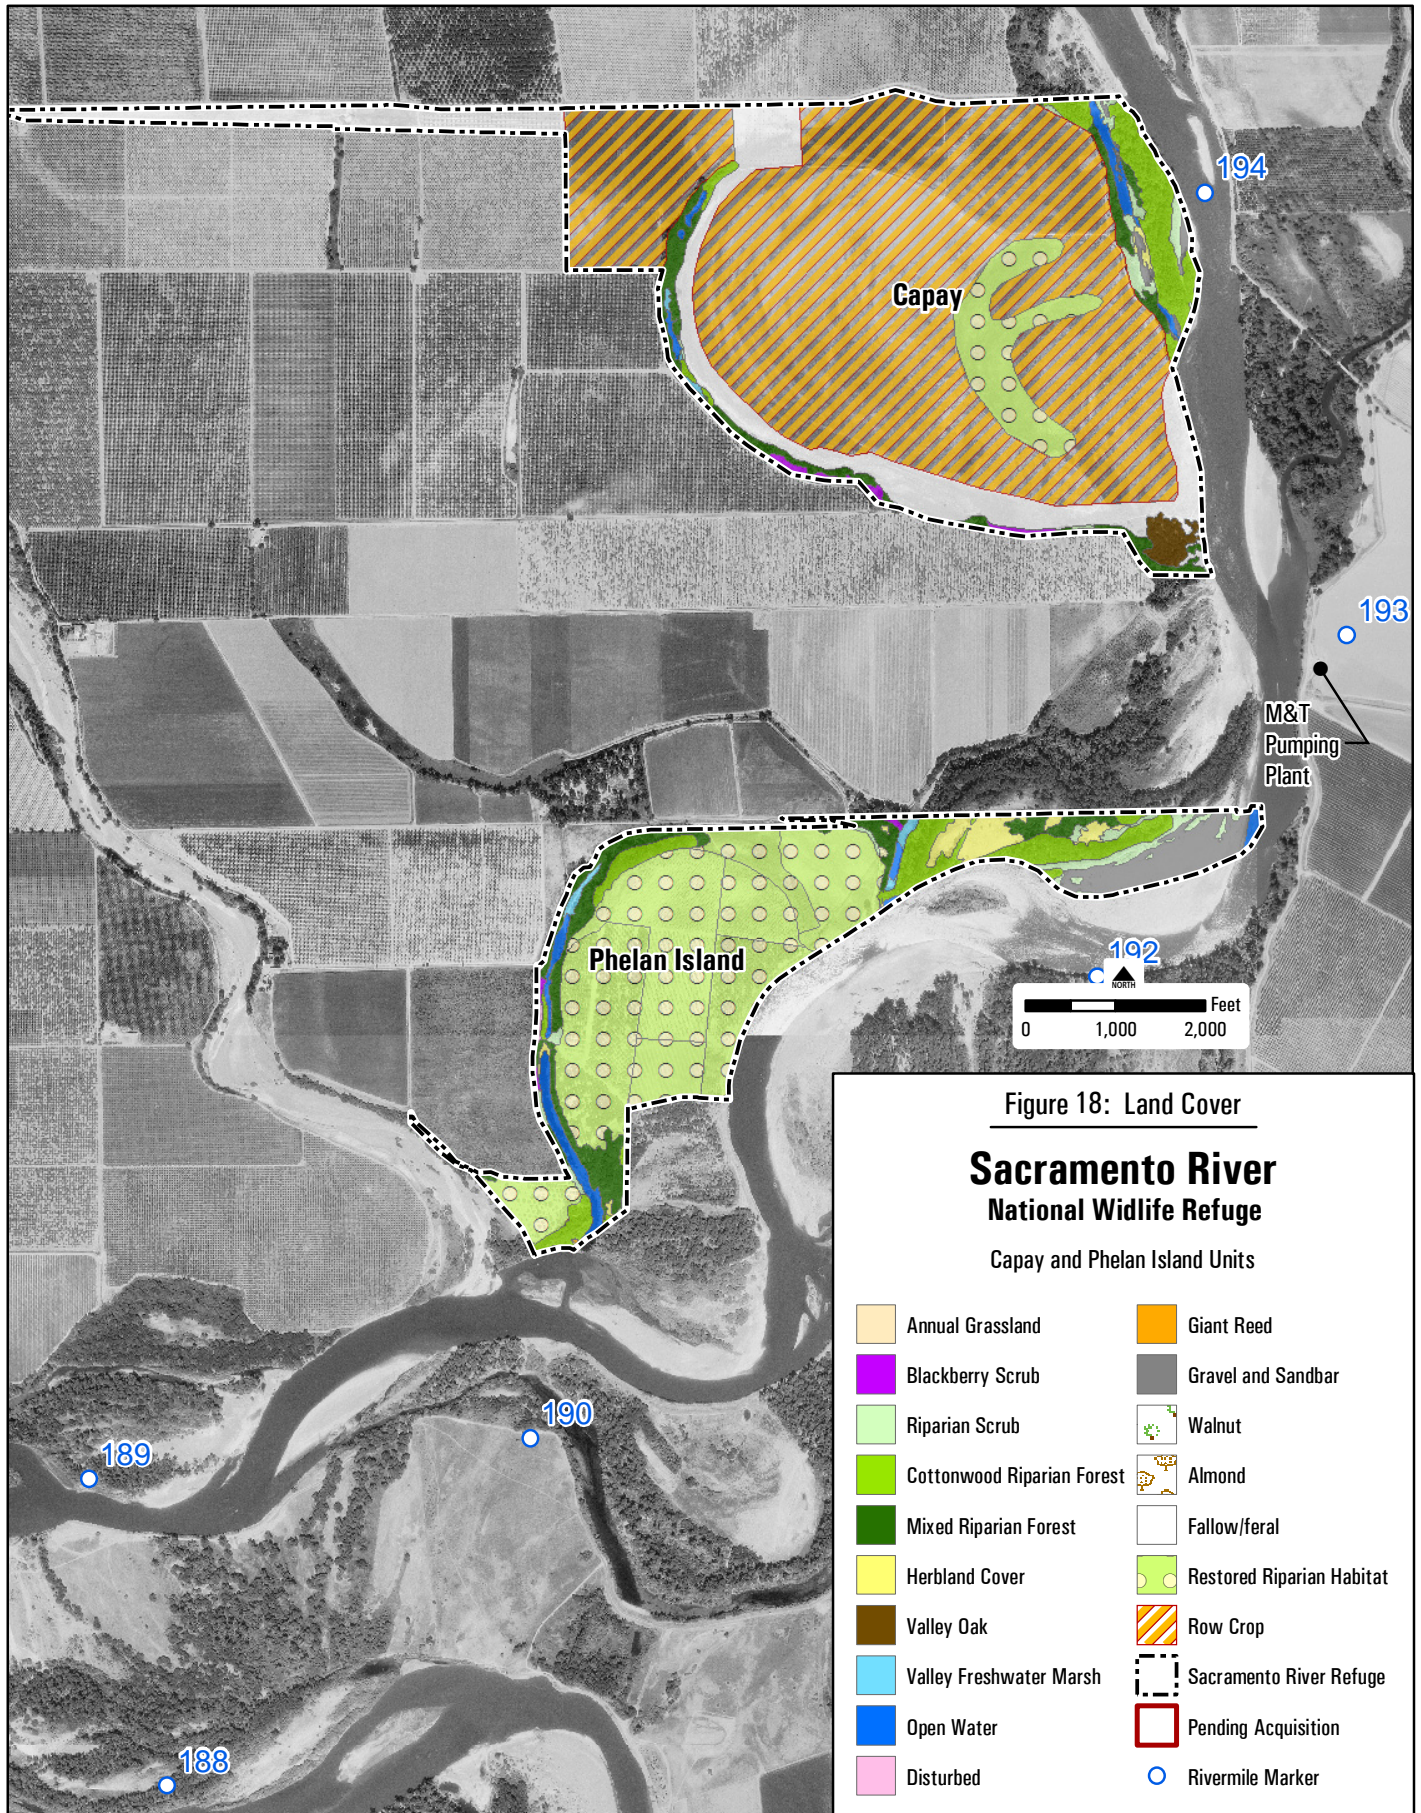 194
Capay
193
M&T
Pumping
Plant
Phelan Island
192
NORTH
Feet
0 1,000 2,000
190
189
188
Figure 18: Land Cover
Sacramento River
National Widlife Refuge
Capay and Phelan Island Units
Annual Grassland
Blackberry Scrub
Riparian Scrub
Cottonwood Riparian Forest
Mixed Riparian Forest
Herbland Cover
Valley Oak
Valley Freshwater Marsh
Open Water
Disturbed
Giant Reed
Gravel and Sandbar
Walnut
Almond
Fallow/feral
Restored Riparian Habitat
Row Crop
Sacramento River Refuge
Pending Acquisition
Rivermile Marker